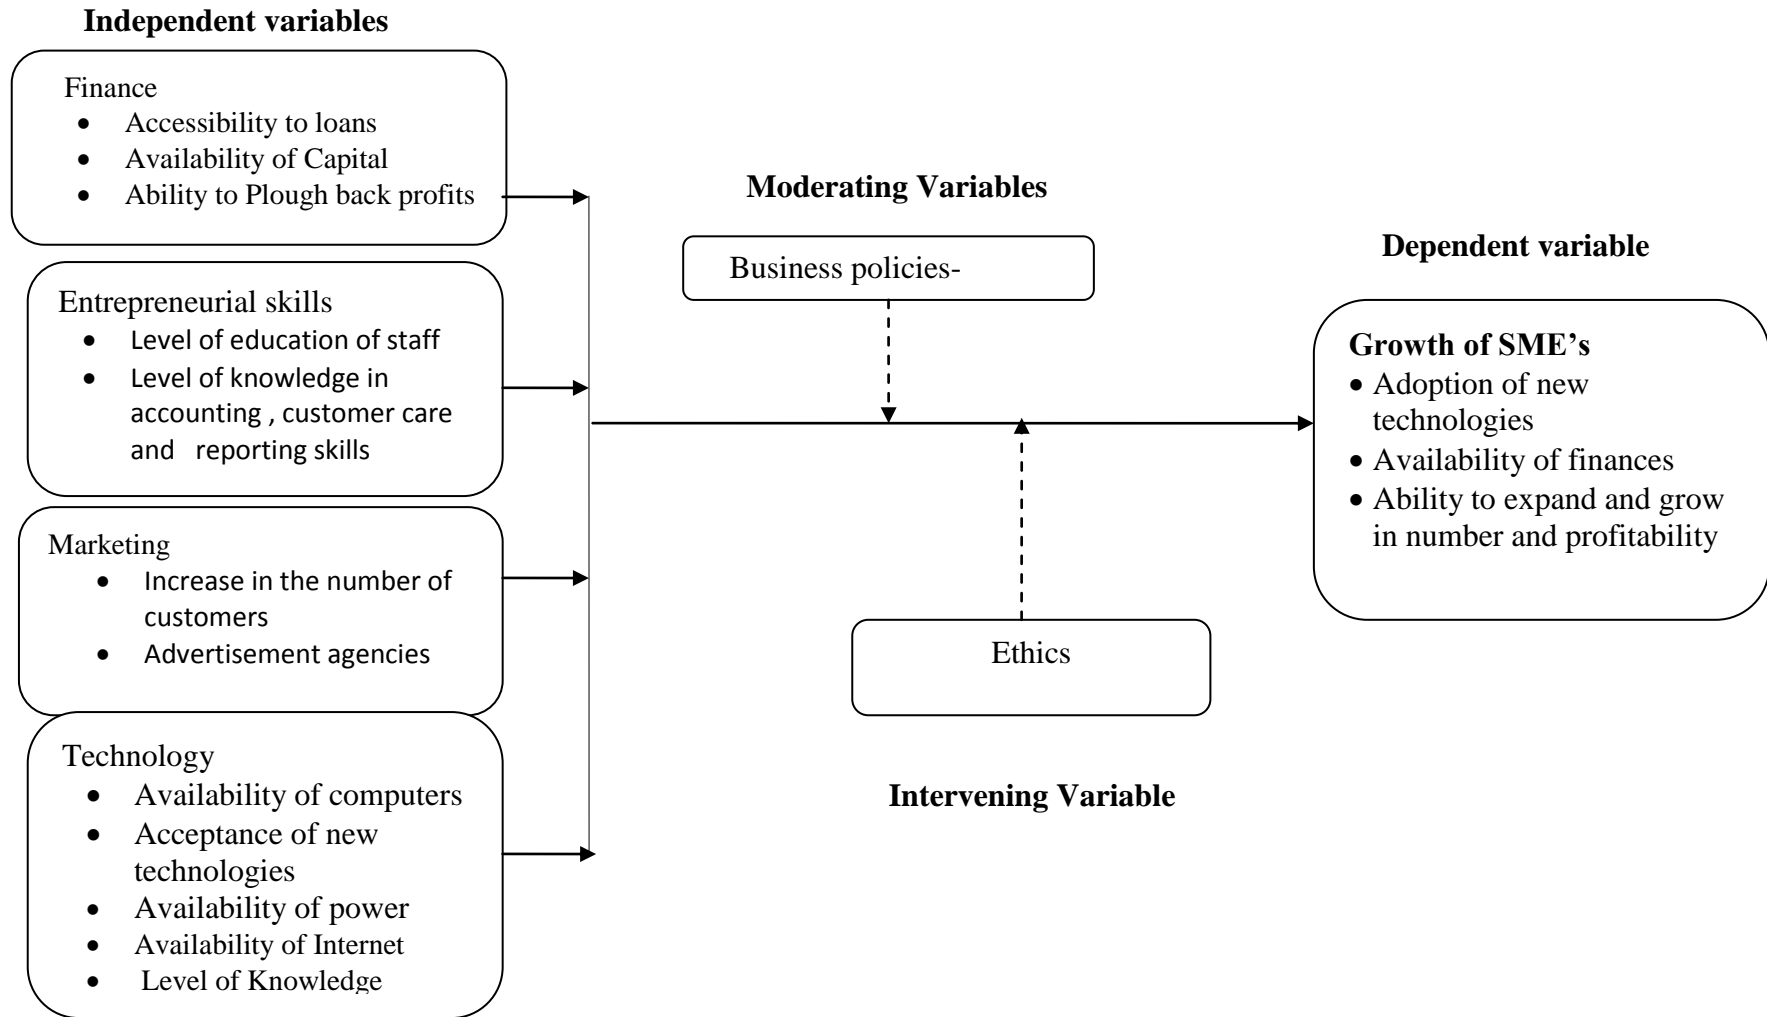 Independent variables
Finance
• Accessibility to loans
• Availability of Capital
• Ability to Plough back profits
Entrepreneurial skills
• Level of education of staff
• Level of knowledge in
accounting , customer care
and reporting skills
Marketing
• Increase in the number of
customers
• Advertisement agencies
Technology
• Availability of computers
• Acceptance of new
technologies
• Availability of power
• Availability of Internet
• Level of Knowledge
Moderating Variables
Business policies-
Ethics
Intervening Variable
Dependent variable
Growth of SME’s
• Adoption of new
technologies
• Availability of finances
• Ability to expand and grow
in number and profitability